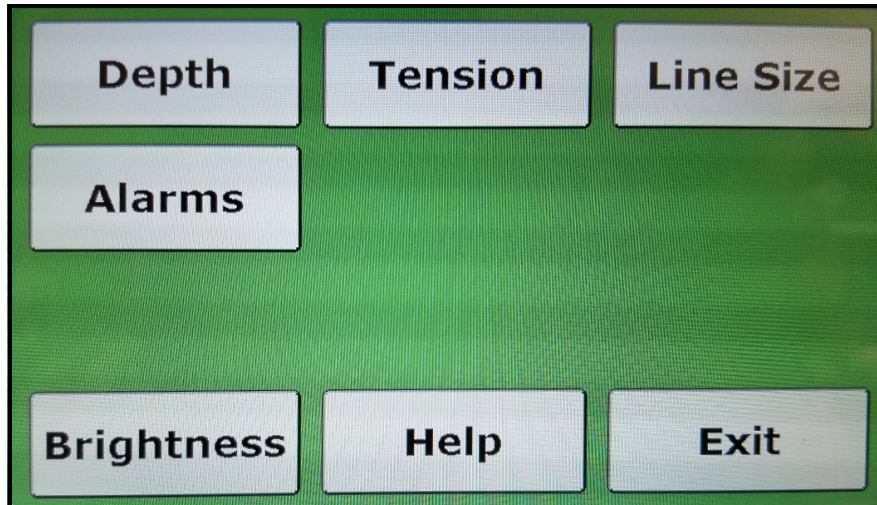 Depth
Tension
Line Size
Alarms
Brightness
Help
Exit